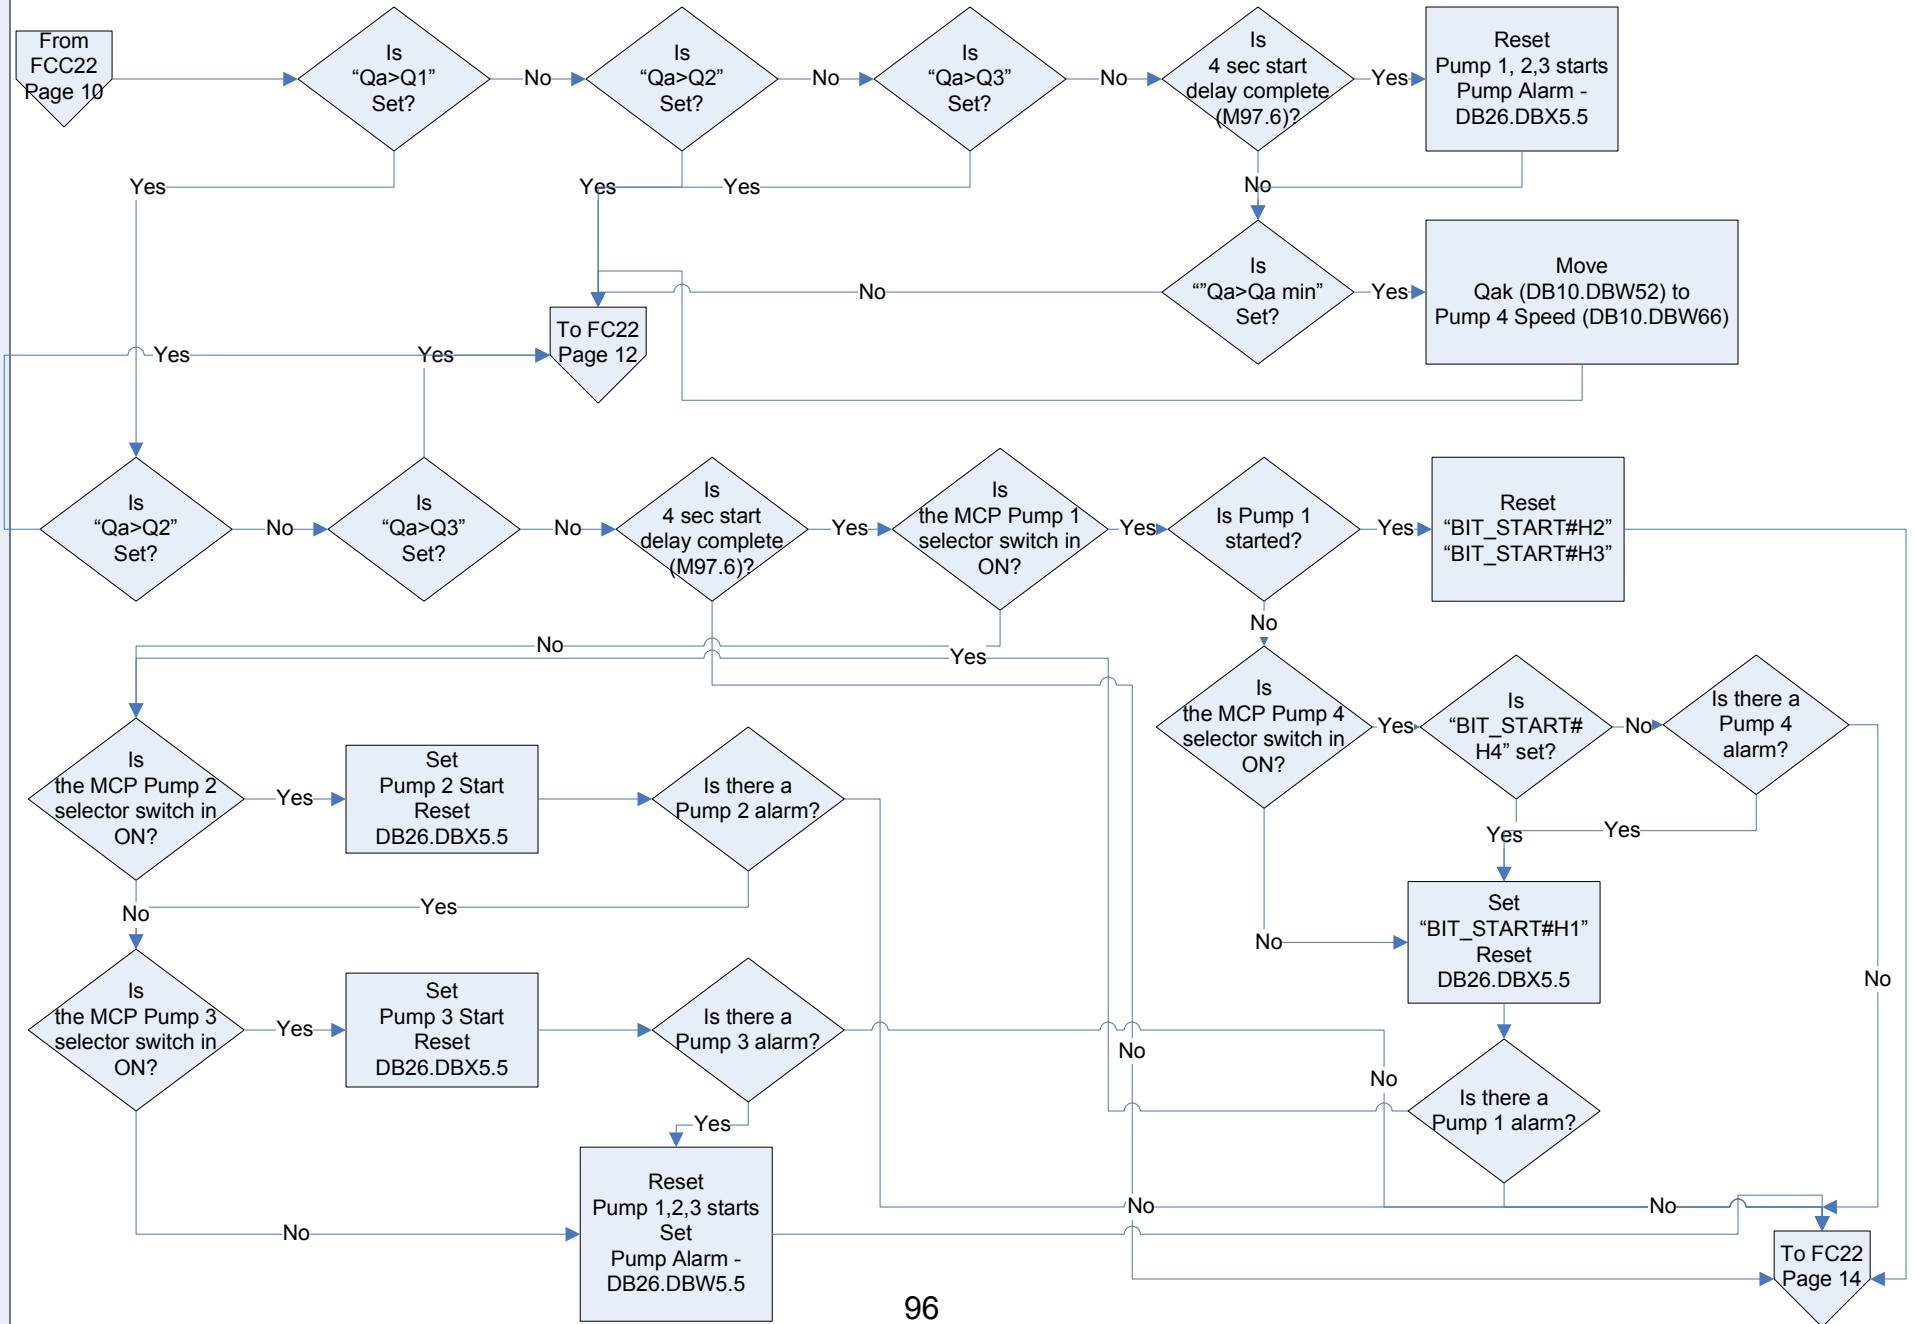 From
FCC22
Page 10
Is
“Qa>Q1”
Set?
No
Is
“Qa>Q2”
Set?
No
Is
“Qa>Q3”
Set?
No
Is
4 sec start
delay complete
(M97.6)?
Yes
Reset
Pump 1, 2,3 starts
Pump Alarm -
DB26.DBX5.5
Yes
Yes
Yes
No
Is
“”Qa>Qa min”
Set?
No
Yes
Move
Qak (DB10.DBW52) to
Pump 4 Speed (DB10.DBW66)
To FC22
Page 12
Yes
Yes
Is
“Qa>Q2”
Set?
No
Is
“Qa>Q3”
Set?
No
Is
4 sec start
delay complete
(M97.6)?
Yes
Is
the MCP Pump 1
selector switch in
ON?
Yes
Is Pump 1
started?
Yes
Reset
“BIT_START#H2”
“BIT_START#H3”
No
No
Yes
Is
the MCP Pump 4
selector switch in
ON?
Yes
Is
“BIT_START#
H4” set?
No
Is there a
Pump 4
alarm?
Is
the MCP Pump 2
selector switch in
ON?
Yes
Set
Pump 2 Start
Reset
DB26.DBX5.5
Is there a
Pump 2 alarm?
Yes
Yes
No
Yes
Set
“BIT_START#H1”
Reset
DB26.DBX5.5
No
No
Is
the MCP Pump 3
selector switch in
ON?
Yes
Set
Pump 3 Start
Reset
DB26.DBX5.5
Is there a
Pump 3 alarm?
No
No
Is there a
Pump 1 alarm?
Yes
Reset
Pump 1,2,3 starts
Set
Pump Alarm -
DB26.DBW5.5
No
No
No
To FC22
Page 14
96